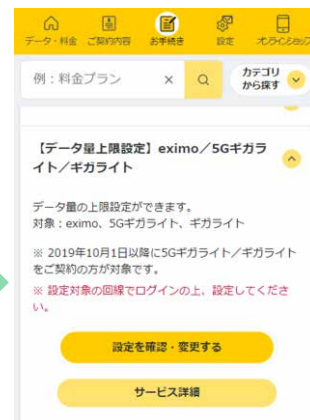 データ・料金 ご契約内容 お手続き 設定 オンラインショップ
例：料金プラン × カテゴリ
から探す
【データ量上限設定】eximo／5Gギガラ
イト／ギガライト
データ量の上限設定ができます。
対象：eximo、5Gギガライト、ギガライト
※ 2019年10月1日以降に5Gギガライト／ギガライト
をご契約の方が対象です。
※ 設定対象の回線でログインの上、設定してくださ
い。
設定を確認・変更する
サービス詳細